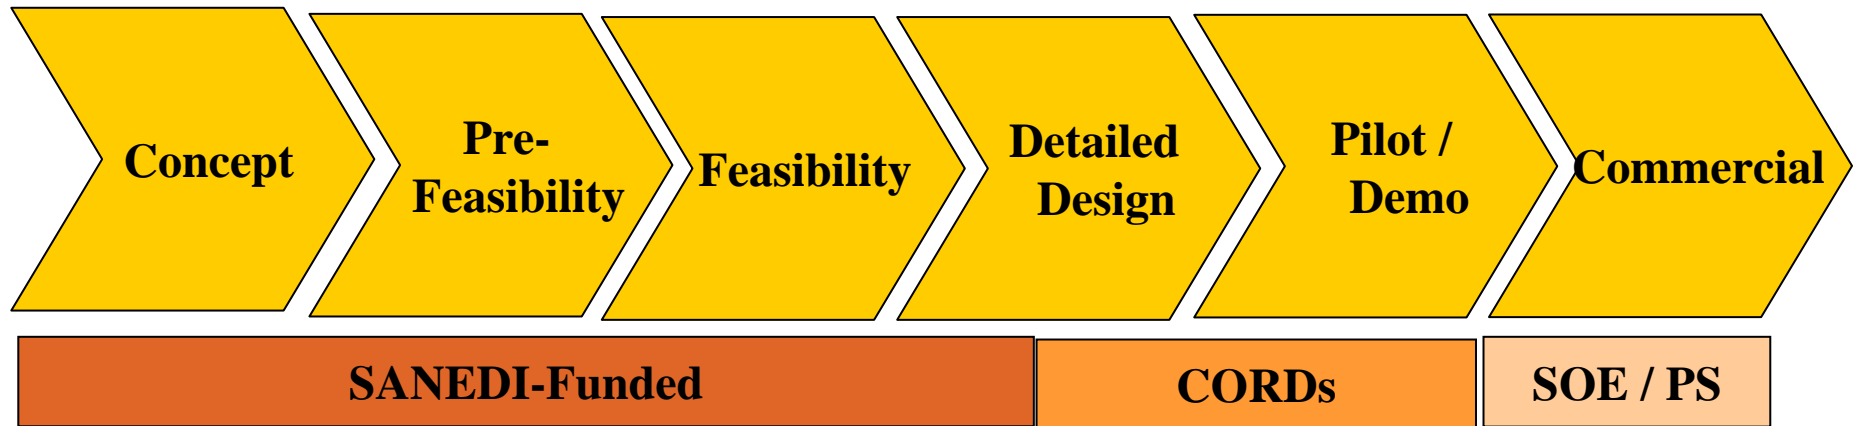 Concept
Pre-
Feasibility
Feasibility
Detailed
Design
Pilot /
Demo
Commercial
SANEDI-Funded
CORDs
SOE / PS